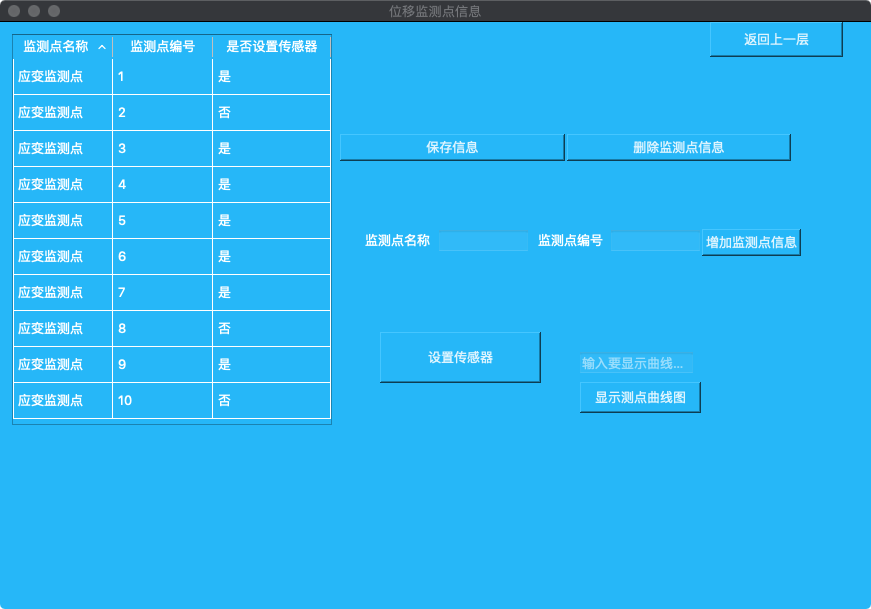 位移监测点信息
返回上一层
监测点名称 监测点编号 是否设置传感器
应变监测点 1 是
应变监测点 2 否
应变监测点 3 是
应变监测点 4 是
应变监测点 5 是
应变监测点 6 是
应变监测点 7 是
应变监测点 8 否
应变监测点 9 是
应变监测点 10 否
保存信息 删除监测点信息
监测点名称 监测点编号 增加监测点信息
设置传感器
输入要显示曲线...
显示测点曲线图